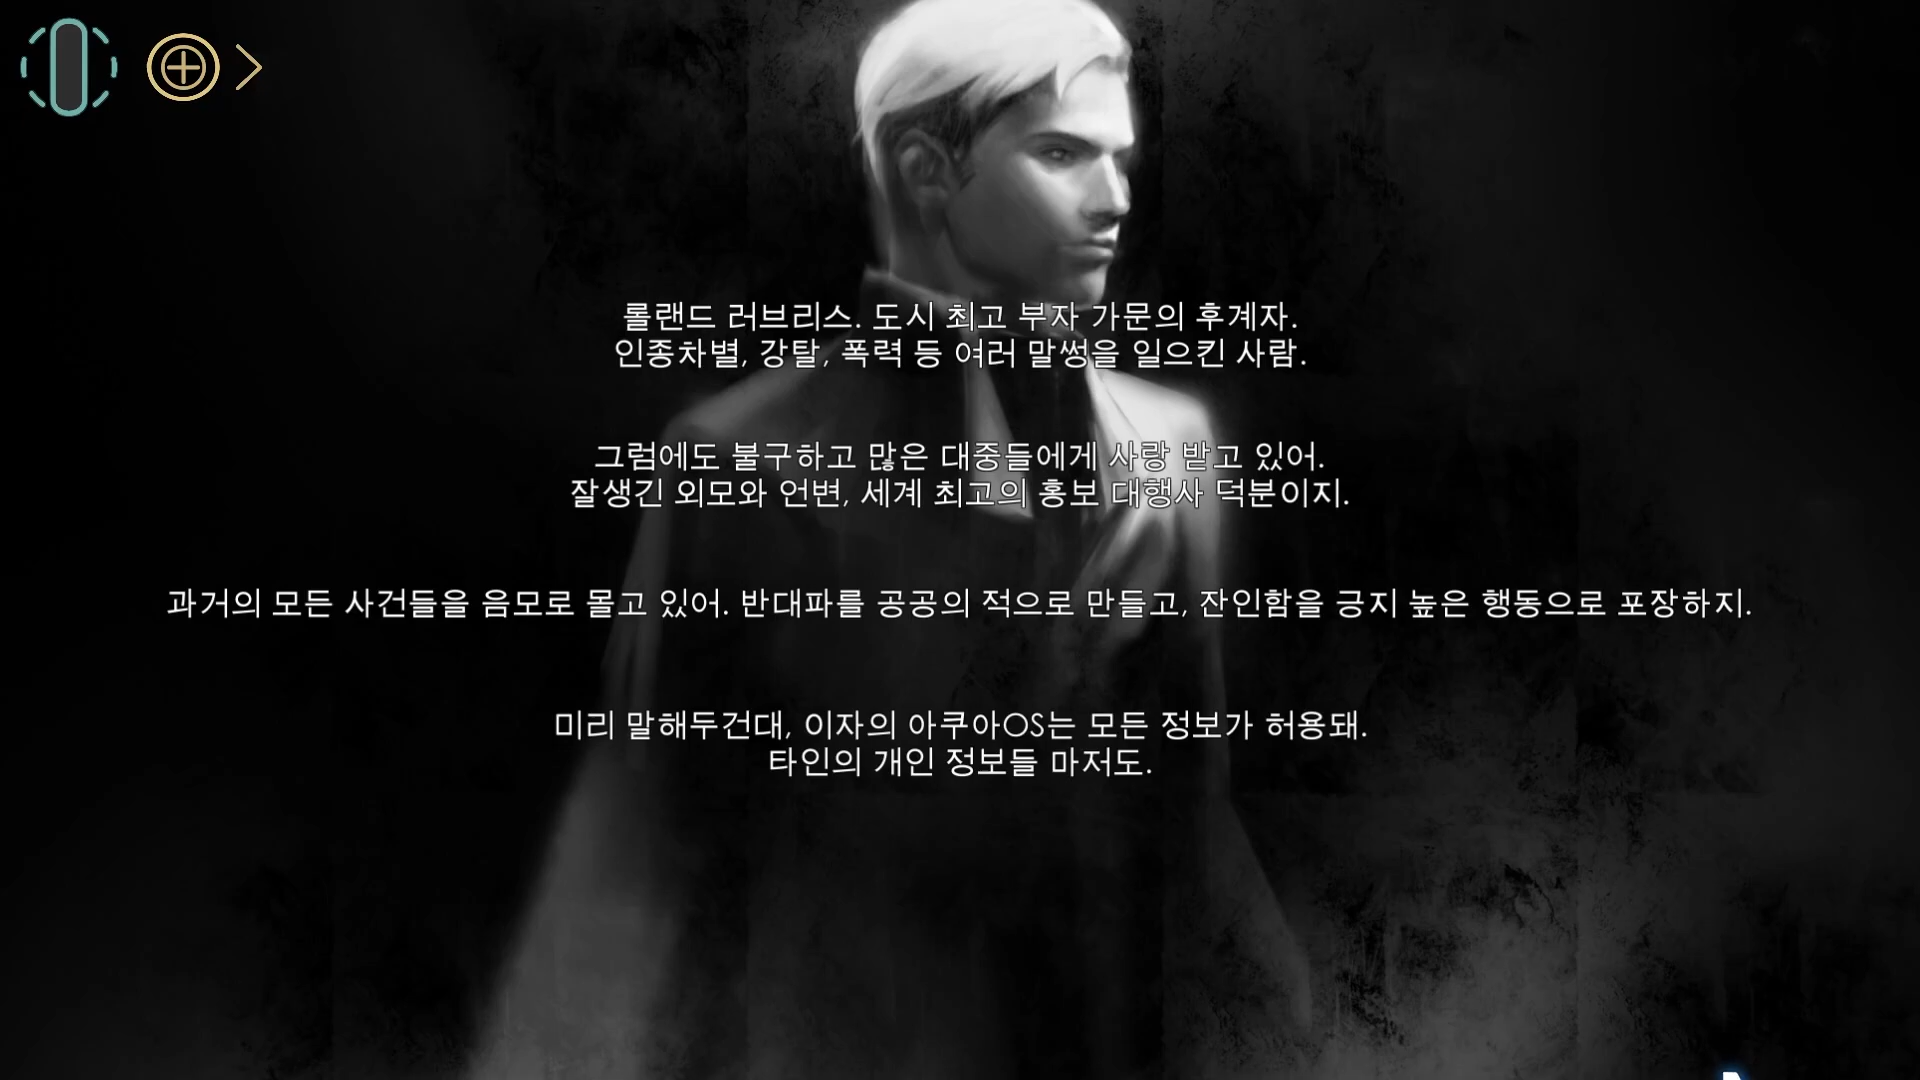 롤랜드 러브리스. 도시 최고 부자 가문의 후계자.
인종차별, 강탈, 폭력 등 여러 말썽을 일으킨 사람.
그럼에도 불구하고 많은 대중들에게 사랑 받고 있어.
잘생긴 외모와 언변, 세계 최고의 홍보 대행사 덕분이지.
과거의 모든 사건들을 음모로 몰고 있어. 반대파를 공공의 적으로 만들고, 잔인함을 긍지 높은 행동으로 포장하지.
미리 말해두건대, 이자의 아쿠아OS는 모든 정보가 허용돼.
타인의 개인 정보들 마저도.